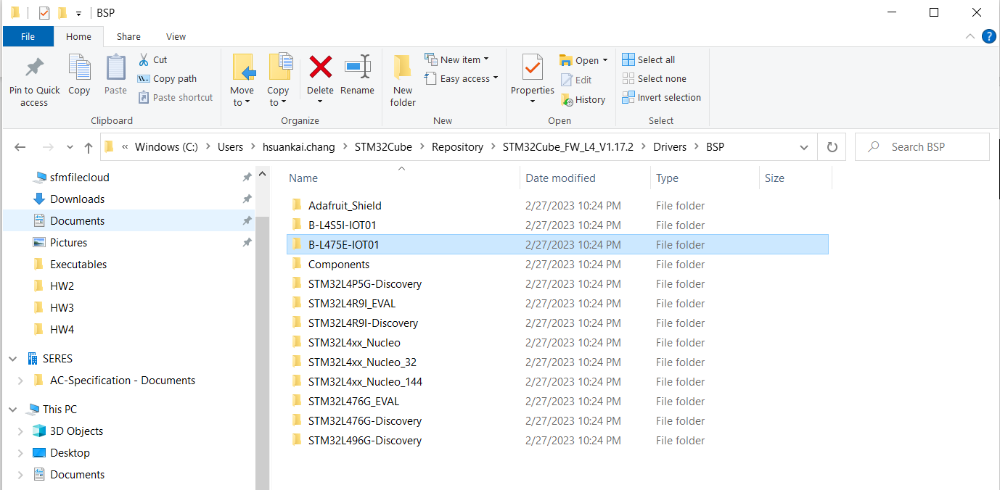 BSP
File Home Share View
Pin to Quick access
Copy
Paste
Cut
Copy path
Paste shortcut
Clipboard
Move to
Copy to
Delete
Rename
Organize
New folder
New item
Easy access
New
Properties
Open
Edit
History
Open
Select all
Select none
Invert selection
Select
« Windows (C:) > Users > hsuankai.chang > STM32Cube > Repository > STM32Cube_FW_L4_V1.17.2 > Drivers > BSP
Search BSP
sfmfilecloud
Downloads
Documents
Pictures
Executables
HW2
HW3
HW4
SERES
AC-Specification - Documents
This PC
3D Objects
Desktop
Documents
Name Date modified Type Size
Adafruit_Shield 2/27/2023 10:24 PM File folder
B-L4S5I-IOT01 2/27/2023 10:24 PM File folder
B-L475E-IOT01 2/27/2023 10:24 PM File folder
Components 2/27/2023 10:24 PM File folder
STM32L4P5G-Discovery 2/27/2023 10:24 PM File folder
STM32L4R9I_EVAL 2/27/2023 10:24 PM File folder
STM32L4R9I-Discovery 2/27/2023 10:24 PM File folder
STM32L4xx_Nucleo 2/27/2023 10:24 PM File folder
STM32L4xx_Nucleo_32 2/27/2023 10:24 PM File folder
STM32L4xx_Nucleo_144 2/27/2023 10:24 PM File folder
STM32L476G_EVAL 2/27/2023 10:24 PM File folder
STM32L476G-Discovery 2/27/2023 10:24 PM File folder
STM32L496G-Discovery 2/27/2023 10:24 PM File folder